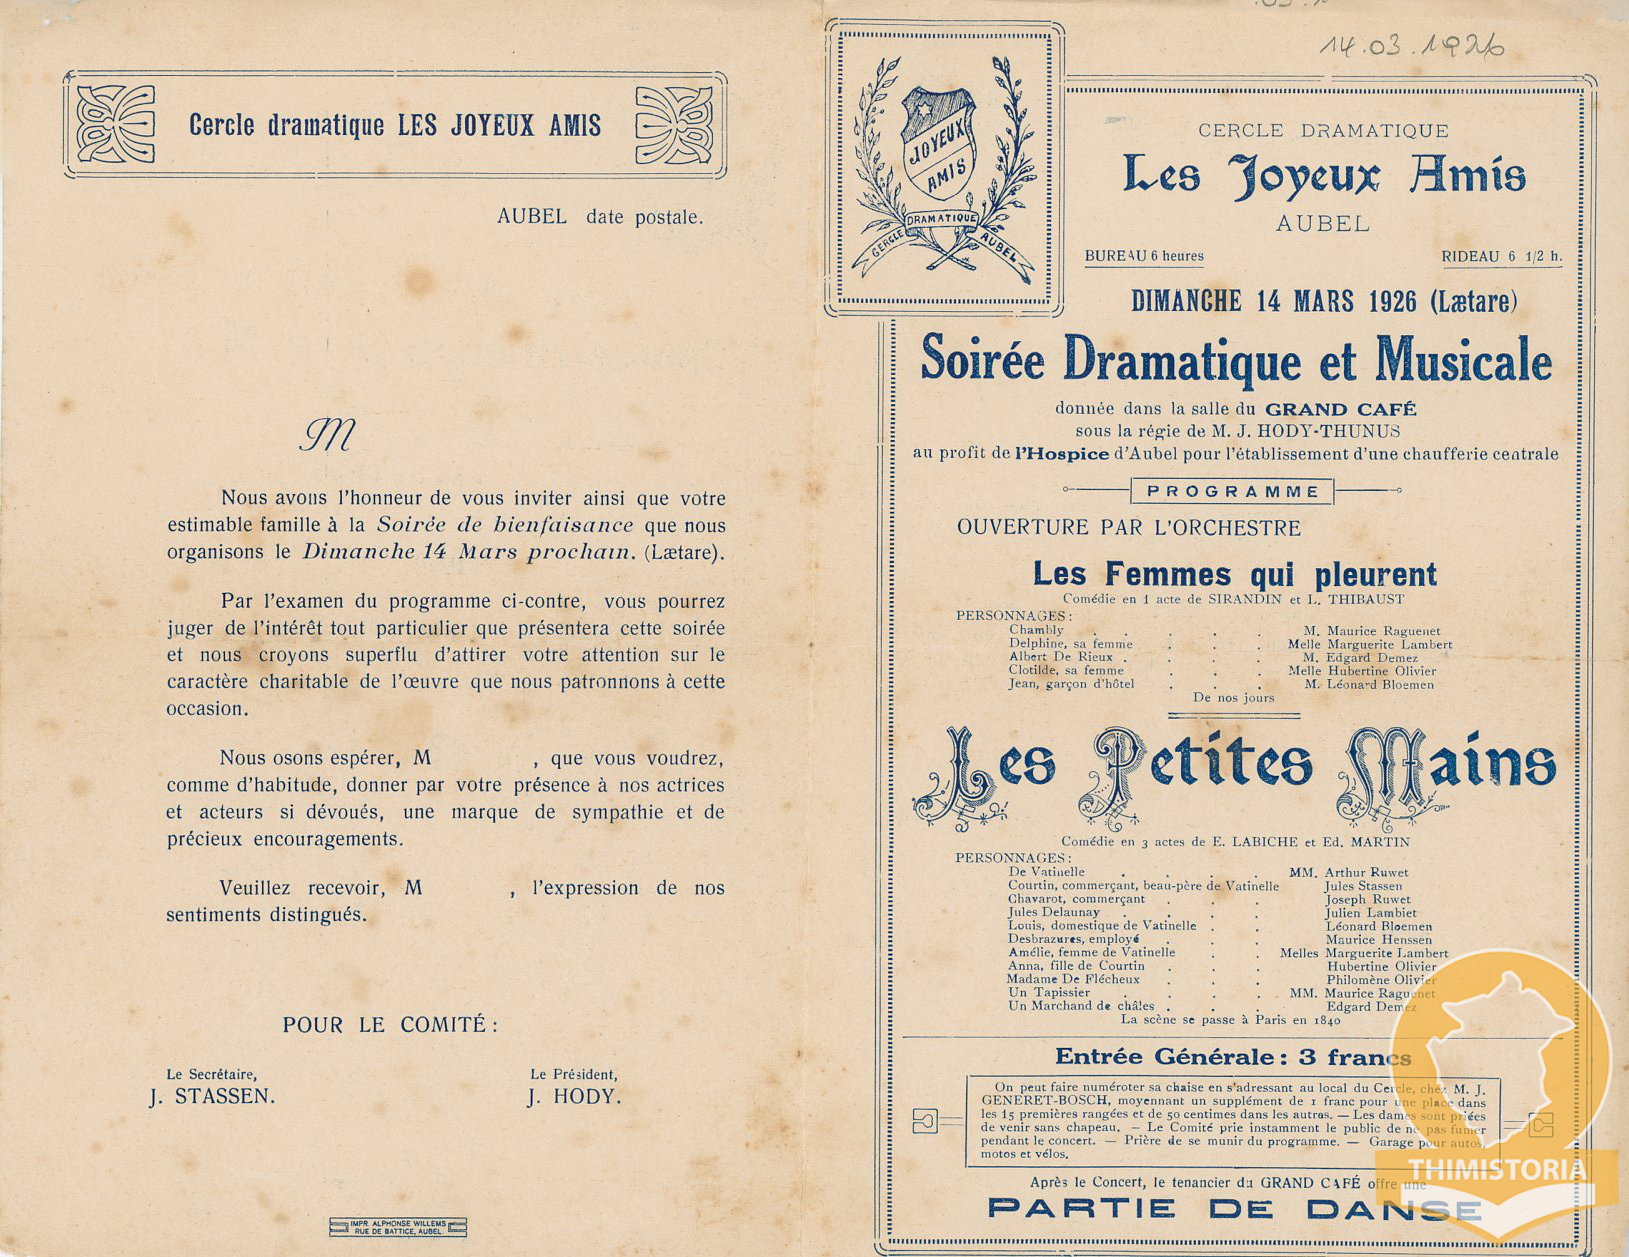 Cercle dramatique LES JOYEUX AMIS
AUBEL date postale.
M
Nous avons l'honneur de vous inviter ainsi que votre
estimable famille à la Soirée de bienfaisance que nous
organisons le Dimanche 14 Mars prochain. (Lætare).
Par l'examen du programme ci-contre, vous pourrez
juger de l'intérêt tout particulier que présentera cette soirée
et nous croyons superflu d'attirer votre attention sur le
caractère charitable de l'œuvre que nous patronnons à cette
occasion.
Nous osons espérer, M , que vous voudrez,
comme d'habitude, donner par votre présence à nos actrices
et acteurs si dévoués, une marque de sympathie et de
précieux encouragements.
Veuillez recevoir, M , l'expression de nos
sentiments distingués.
POUR LE COMITÉ :
Le Secrétaire,
J. STASSEN.
Le Président,
J. HODY.
IMPR. ALPHONSE WILLEMS
RUE DE BATTICE, AUBEL.
14.03.1926
JOYEUX
AMIS
CERCLE DRAMATIQUE AUBEL
CERCLE DRAMATIQUE
Les Joyeux Amis
AUBEL
BUREAU 6 heures RIDEAU 6 1/2 h.
DIMANCHE 14 MARS 1926 (Lætare)
Soirée Dramatique et Musicale
donnée dans la salle du GRAND CAFÉ
sous la régie de M. J. HODY-THUNUS
au profit de l'Hospice d'Aubel pour l'établissement d'une chaufferie centrale
PROGRAMME
OUVERTURE PAR L'ORCHESTRE
Les Femmes qui pleurent
Comédie en 1 acte de SIRANDIN et L. THIBAUST
PERSONNAGES :
Chambly . . . . . M. Maurice Raguenet
Delphine, sa femme . . . Melle Marguerite Lambert
Albert De Rieux . . . . M. Edgard Demez
Clotilde, sa femme . . . Melle Hubertine Olivier
Jean, garçon d'hôtel . . . M. Léonard Bloemen
De nos jours
Les Petites Mains
Comédie en 3 actes de E. LABICHE et Ed. MARTIN
PERSONNAGES :
De Vatinelle . . . . MM. Arthur Ruwet
Courtin, commerçant, beau-père de Vatinelle Jules Stassen
Chavarot, commerçant . . . Joseph Ruwet
Jules Delaunay . . . . Julien Lambiet
Louis, domestique de Vatinelle . . Léonard Bloemen
Desbrazures, employé . . . Maurice Henssen
Amélie, femme de Vatinelle . . Melles Marguerite Lambert
Anna, fille de Courtin . . . Hubertine Olivier
Madame De Flécheux . . . Philomène Olivier
Un Tapissier . . . . MM. Maurice Raguenet
Un Marchand de châles . . . Edgard Demez
La scène se passe à Paris en 1840
Entrée Générale : 3 francs
On peut faire numéroter sa chaise en s'adressant au local du Cercle, chez M. J.
GENERET-BOSCH, moyennant un supplément de 1 franc pour une place dans
les 15 premières rangées et de 50 centimes dans les autres. — Les dames sont priées
de venir sans chapeau. — Le Comité prie instamment le public de ne pas fumer
pendant le concert. — Prière de se munir du programme. — Garage pour autos,
motos et vélos.
Après le Concert, le tenancier du GRAND CAFÉ offre une
PARTIE DE DANSE
THIMISTORIA